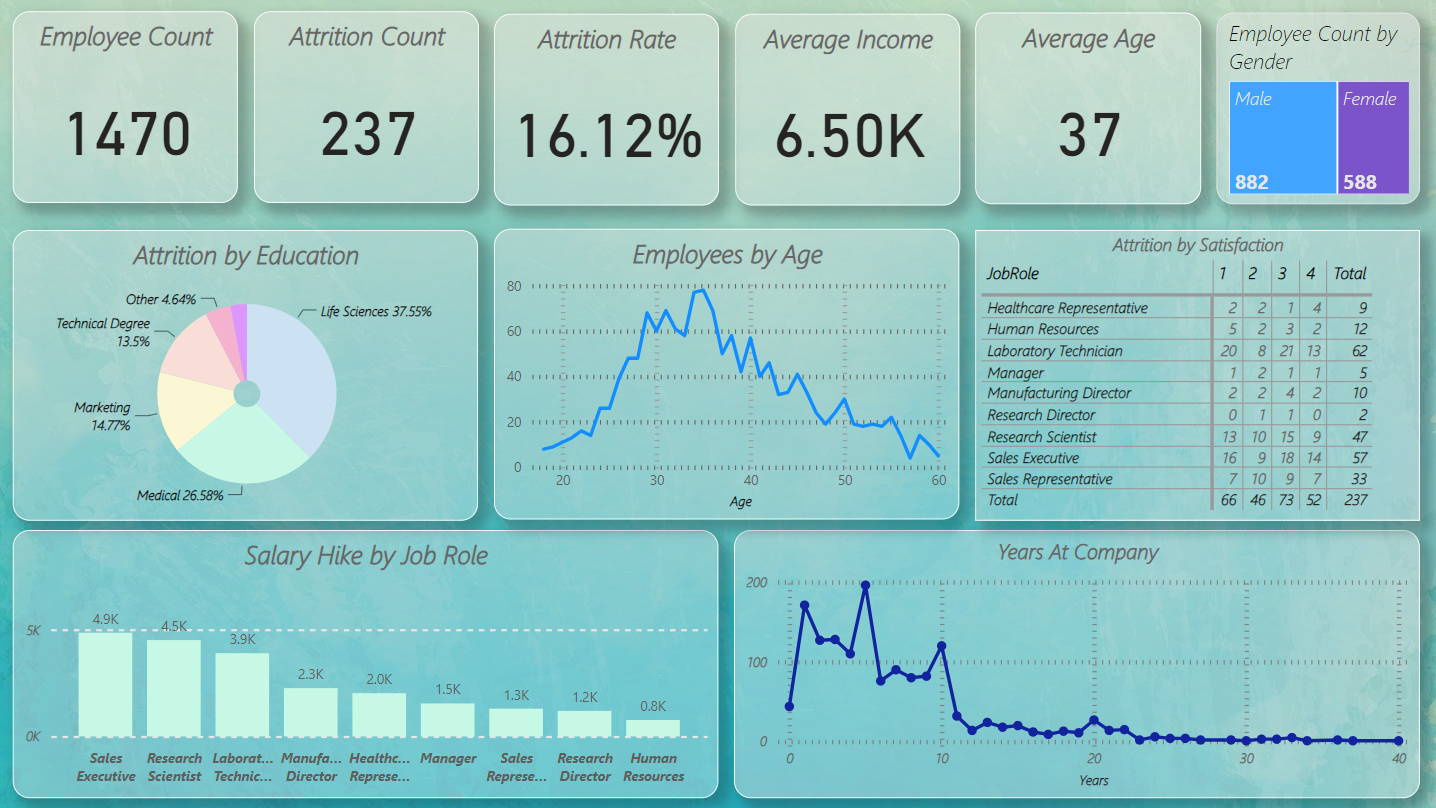 Employee Count
1470
Attrition Count
237
Attrition Rate
16.12%
Average Income
6.50K
Average Age
37
Employee Count by
Gender
Male
882
Female
588
Attrition by Education
Other 4.64%
Technical Degree
13.5%
Marketing
14.77%
Medical 26.58%
Life Sciences 37.55%
Employees by Age
80
60
40
20
0
20 30 40 50 60
Age
Attrition by Satisfaction
JobRole 1 2 3 4 Total
Healthcare Representative 2 2 1 4 9
Human Resources 5 2 3 2 12
Laboratory Technician 20 8 21 13 62
Manager 1 2 1 1 5
Manufacturing Director 2 2 4 2 10
Research Director 0 1 1 0 2
Research Scientist 13 10 15 9 47
Sales Executive 16 9 18 14 57
Sales Representative 7 10 9 7 33
Total 66 46 73 52 237
Salary Hike by Job Role
5K
0K
4.9K 4.5K 3.9K 2.3K 2.0K 1.5K 1.3K 1.2K 0.8K
Sales Research Laborat... Manufa... Healthc... Manager Sales Research Human
Executive Scientist Technic... Director Represe... Represe... Director Resources
Years At Company
200
100
0
0 10 20 30 40
Years